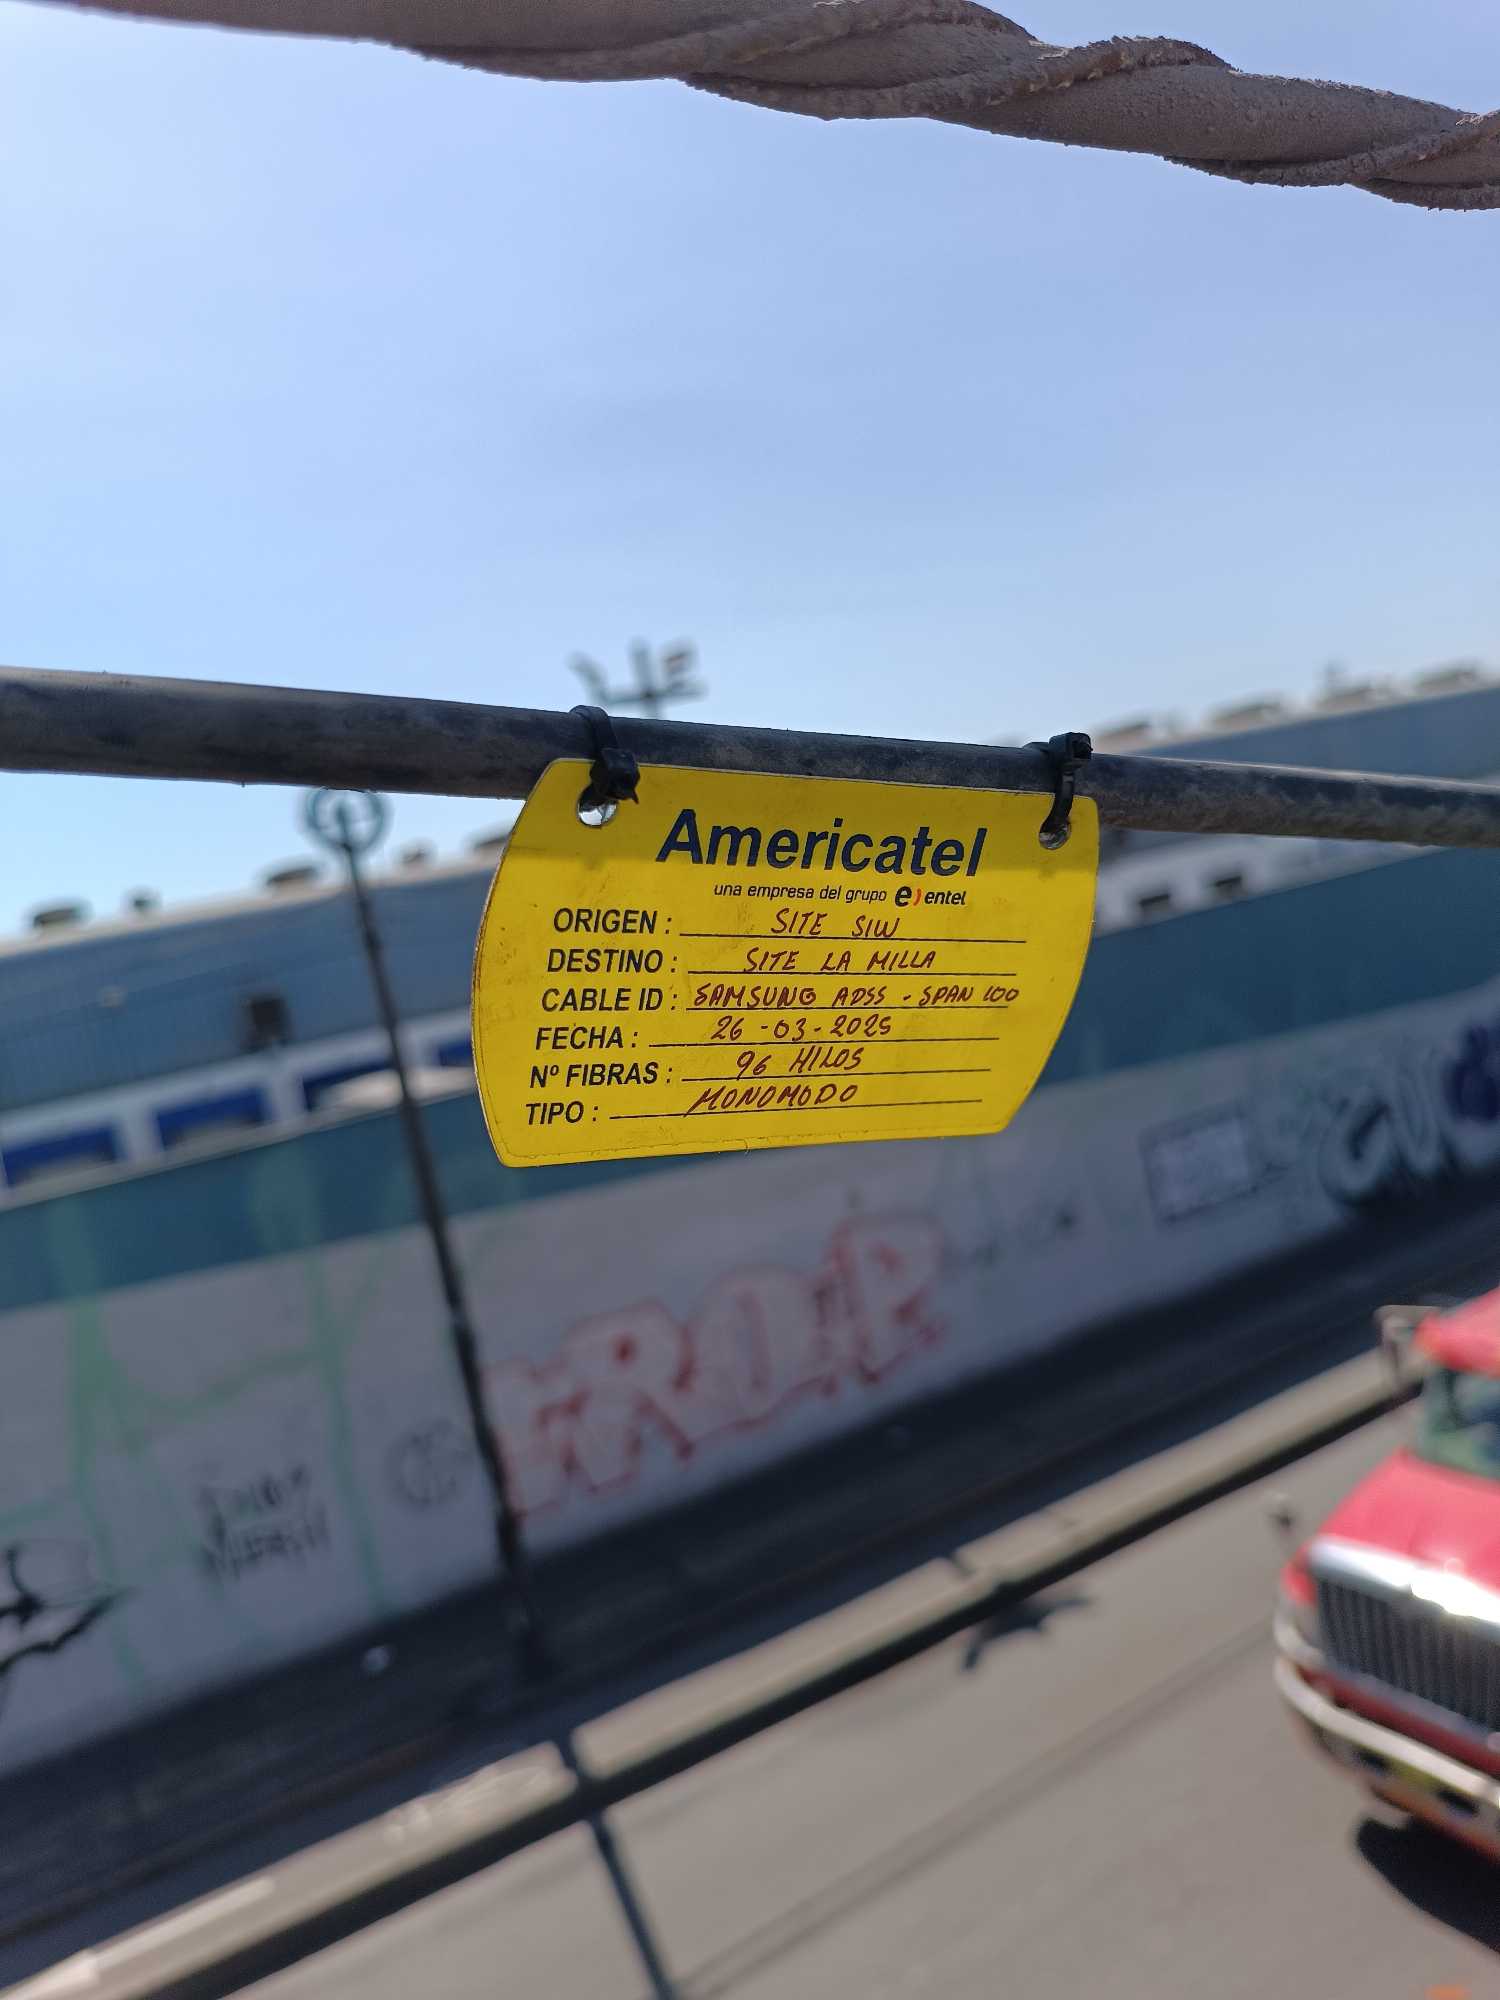 Americatel
una empresa del grupo e) entel
ORIGEN : SITE SIW
DESTINO : SITE LA MILLA
CABLE ID : SAMSUNG ADSS - SPAN 100
FECHA : 26 - 03 - 2025
Nº FIBRAS : 96 HILOS
TIPO : MONOMODO